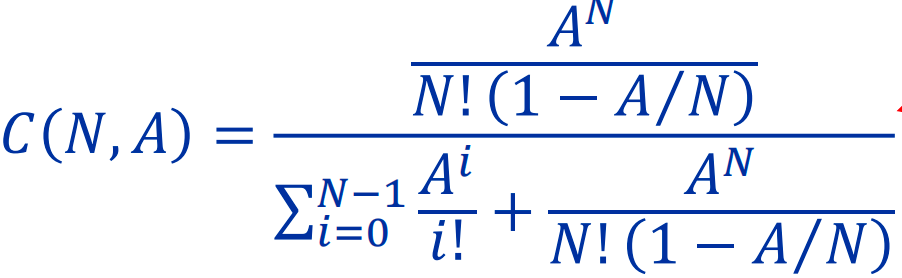 C(N, A) = \frac{\frac{A^N}{N! (1 − A/N)}}{\sum_{i=0}^{N−1} \frac{A^i}{i!} + \frac{A^N}{N! (1 − A/N)}}